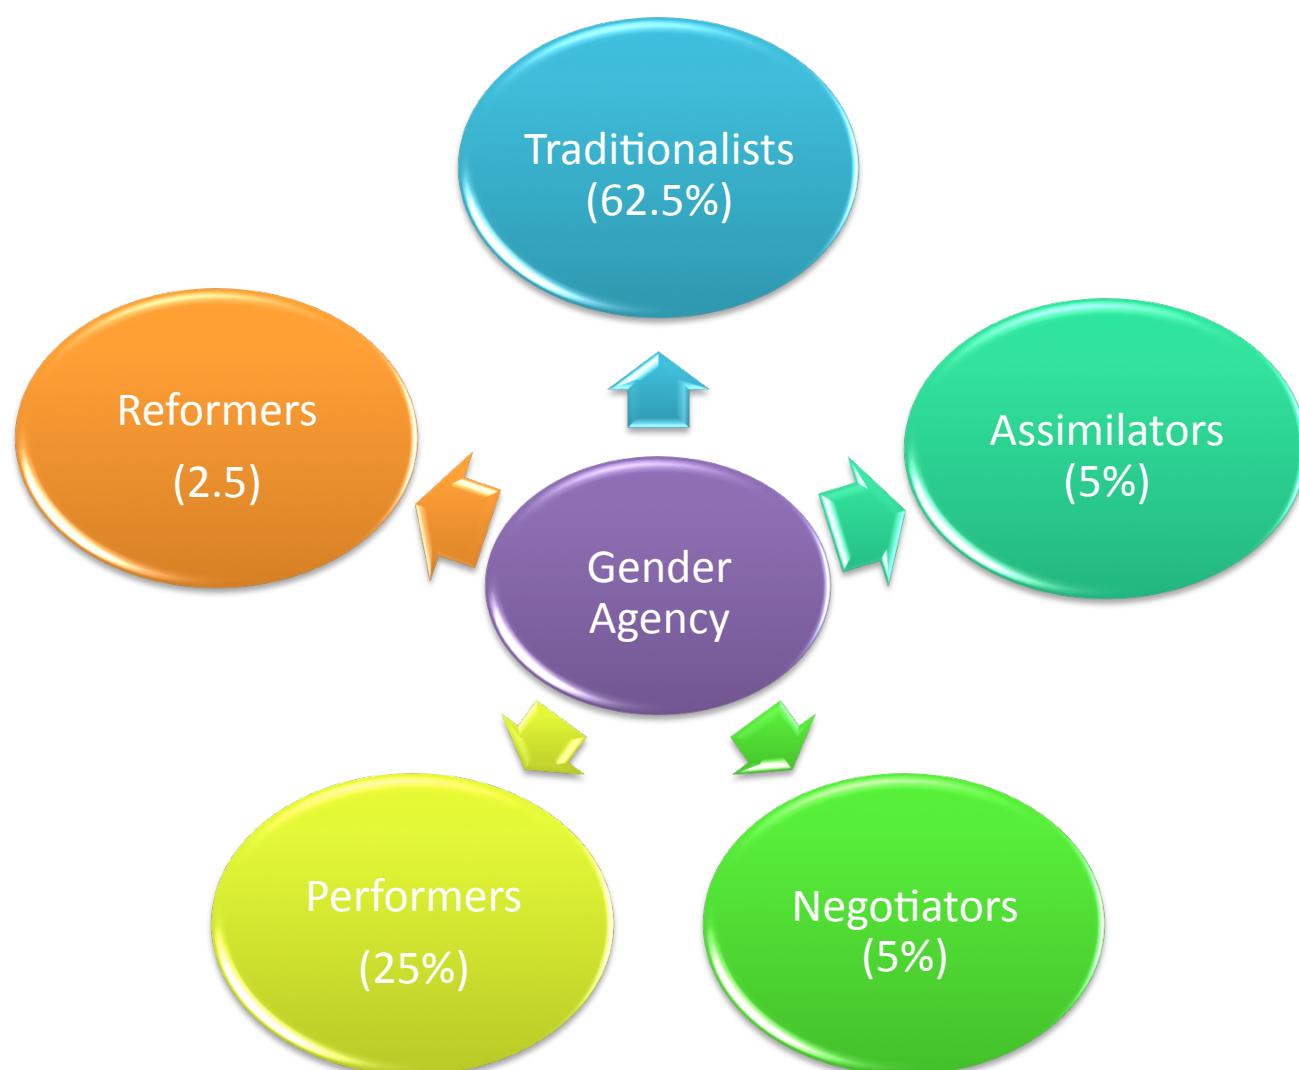 Traditionalists
(62.5%)
Reformers
(2.5)
Assimilators
(5%)
Gender
Agency
Performers
(25%)
Negotiators
(5%)